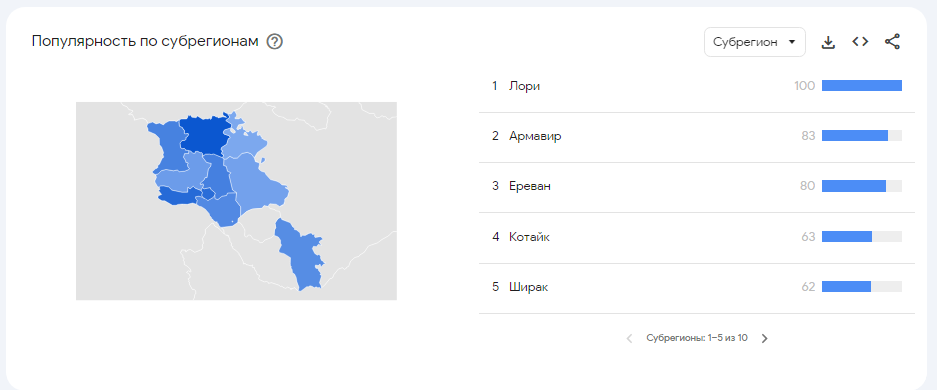 Популярность по субрегионам
Субрегион
1 Лори 100
2 Армавир 83
3 Ереван 80
4 Котайк 63
5 Ширак 62
Субрегионы: 1–5 из 10